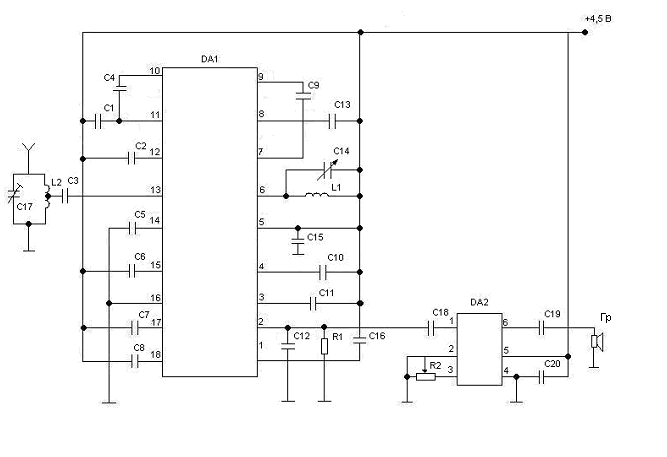 +4,5 В
DA1
10
9
C4
C9
C1
C13
11
8
C2
C14
12
7
L2
C3
L1
13
6
C17
C5
14
5
C15
C6
C10
15
4
C11
16
3
C7
C18
C19
Гр
DA2
17
2
1
6
C12
R1
C16
C8
1
2
5
18
R2
3
4
C20